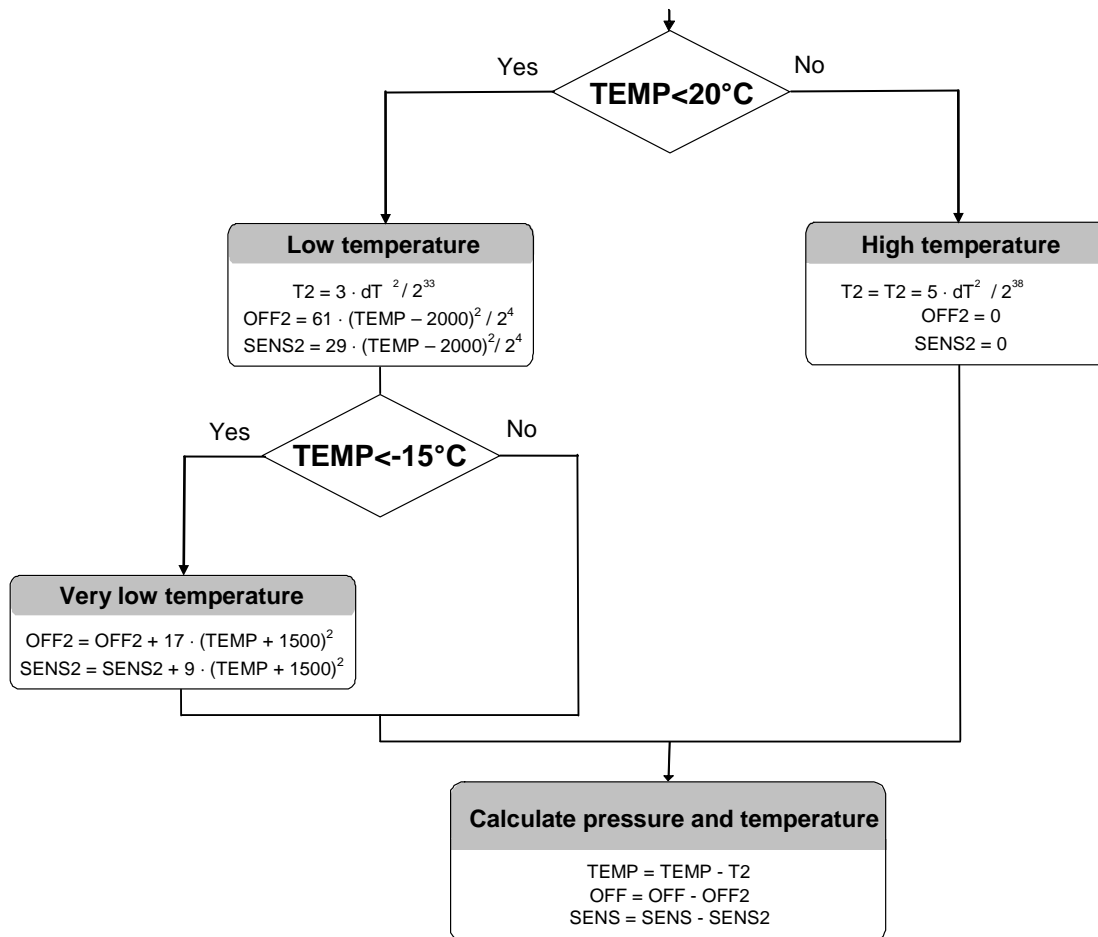 Yes
No
TEMP<20°C
Low temperature
T2 = 3 · dT ² / 2³³
OFF2 = 61 · (TEMP – 2000)² / 2⁴
SENS2 = 29 · (TEMP – 2000)²/ 2⁴
High temperature
T2 = T2 = 5 · dT² / 2³⁸
OFF2 = 0
SENS2 = 0
Yes
No
TEMP<-15°C
Very low temperature
OFF2 = OFF2 + 17 · (TEMP + 1500)²
SENS2 = SENS2 + 9 · (TEMP + 1500)²
Calculate pressure and temperature
TEMP = TEMP - T2
OFF = OFF - OFF2
SENS = SENS - SENS2